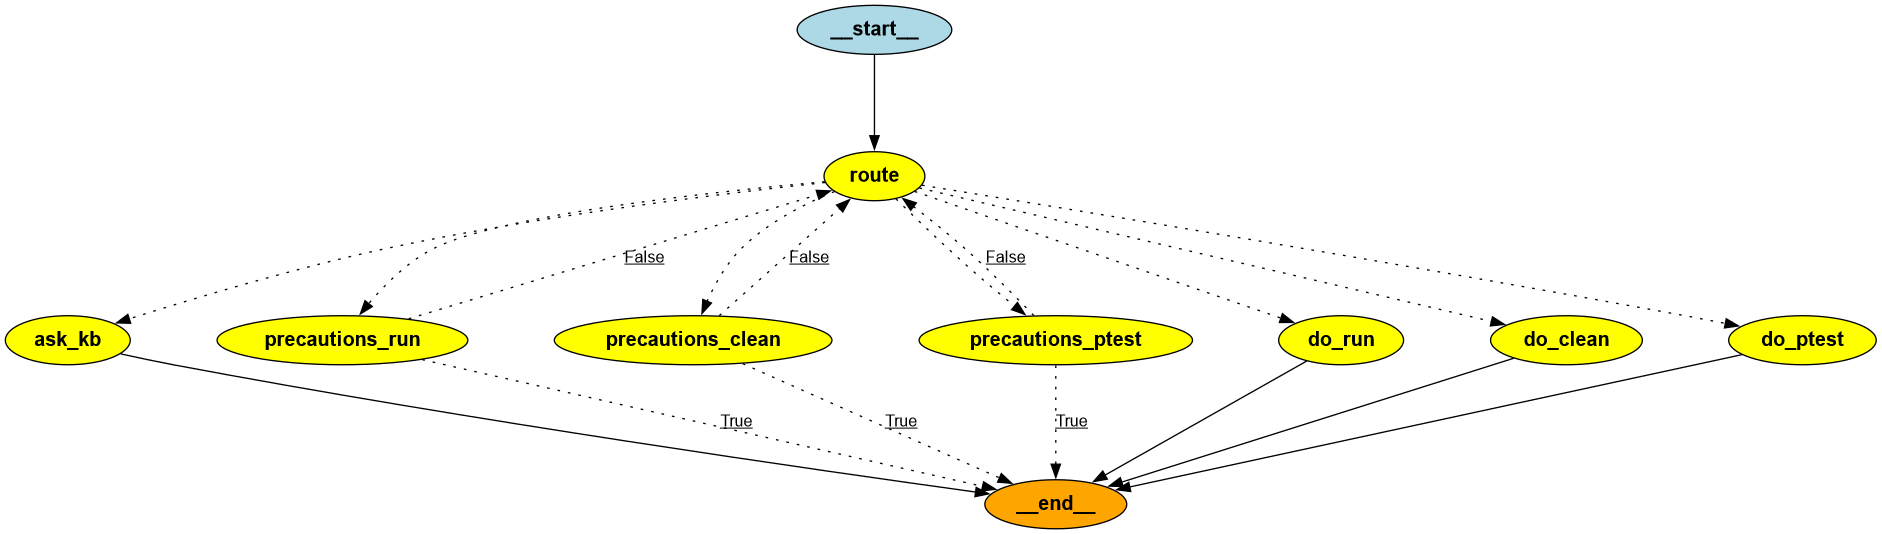 __start__
route
False
False
False
ask_kb
precautions_run
precautions_clean
precautions_ptest
do_run
do_clean
do_ptest
True
True
True
__end__